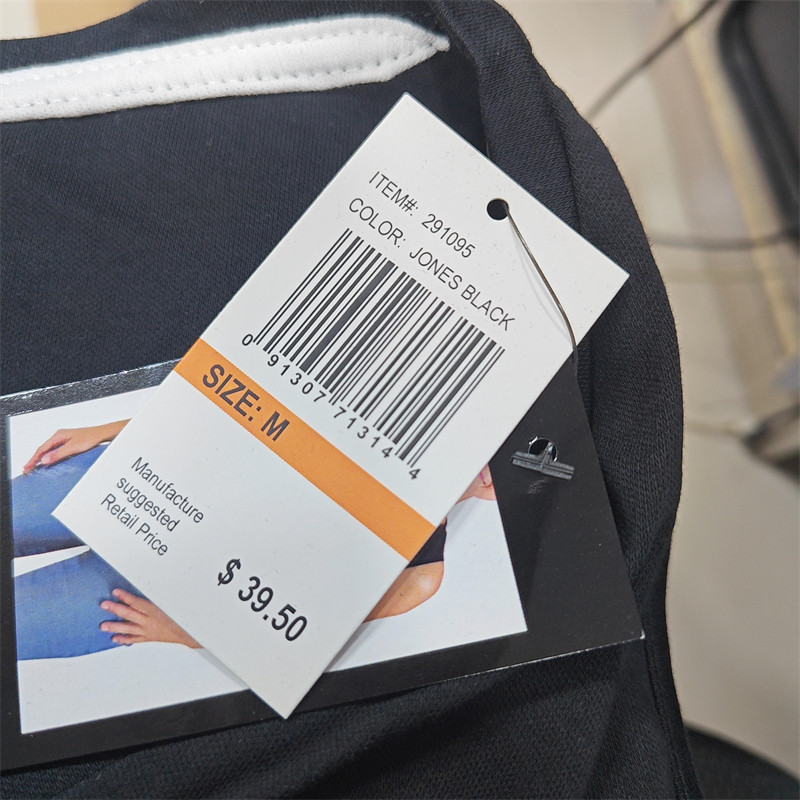 ITEM#: 291095
COLOR: JONES BLACK
0 91307 71314 4
SIZE: M
Manufacture
suggested
Retail Price
$ 39.50